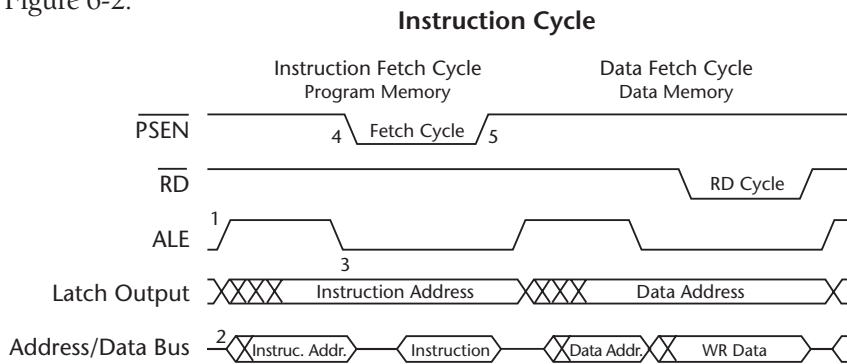 Figure 6-2.
Instruction Cycle
Instruction Fetch Cycle
Program Memory
Data Fetch Cycle
Data Memory
PSEN
4
Fetch Cycle
5
RD
RD Cycle
ALE
1
3
Latch Output
Instruction Address
Data Address
Address/Data Bus
2
Instruc. Addr.
Instruction
Data Addr.
WR Data